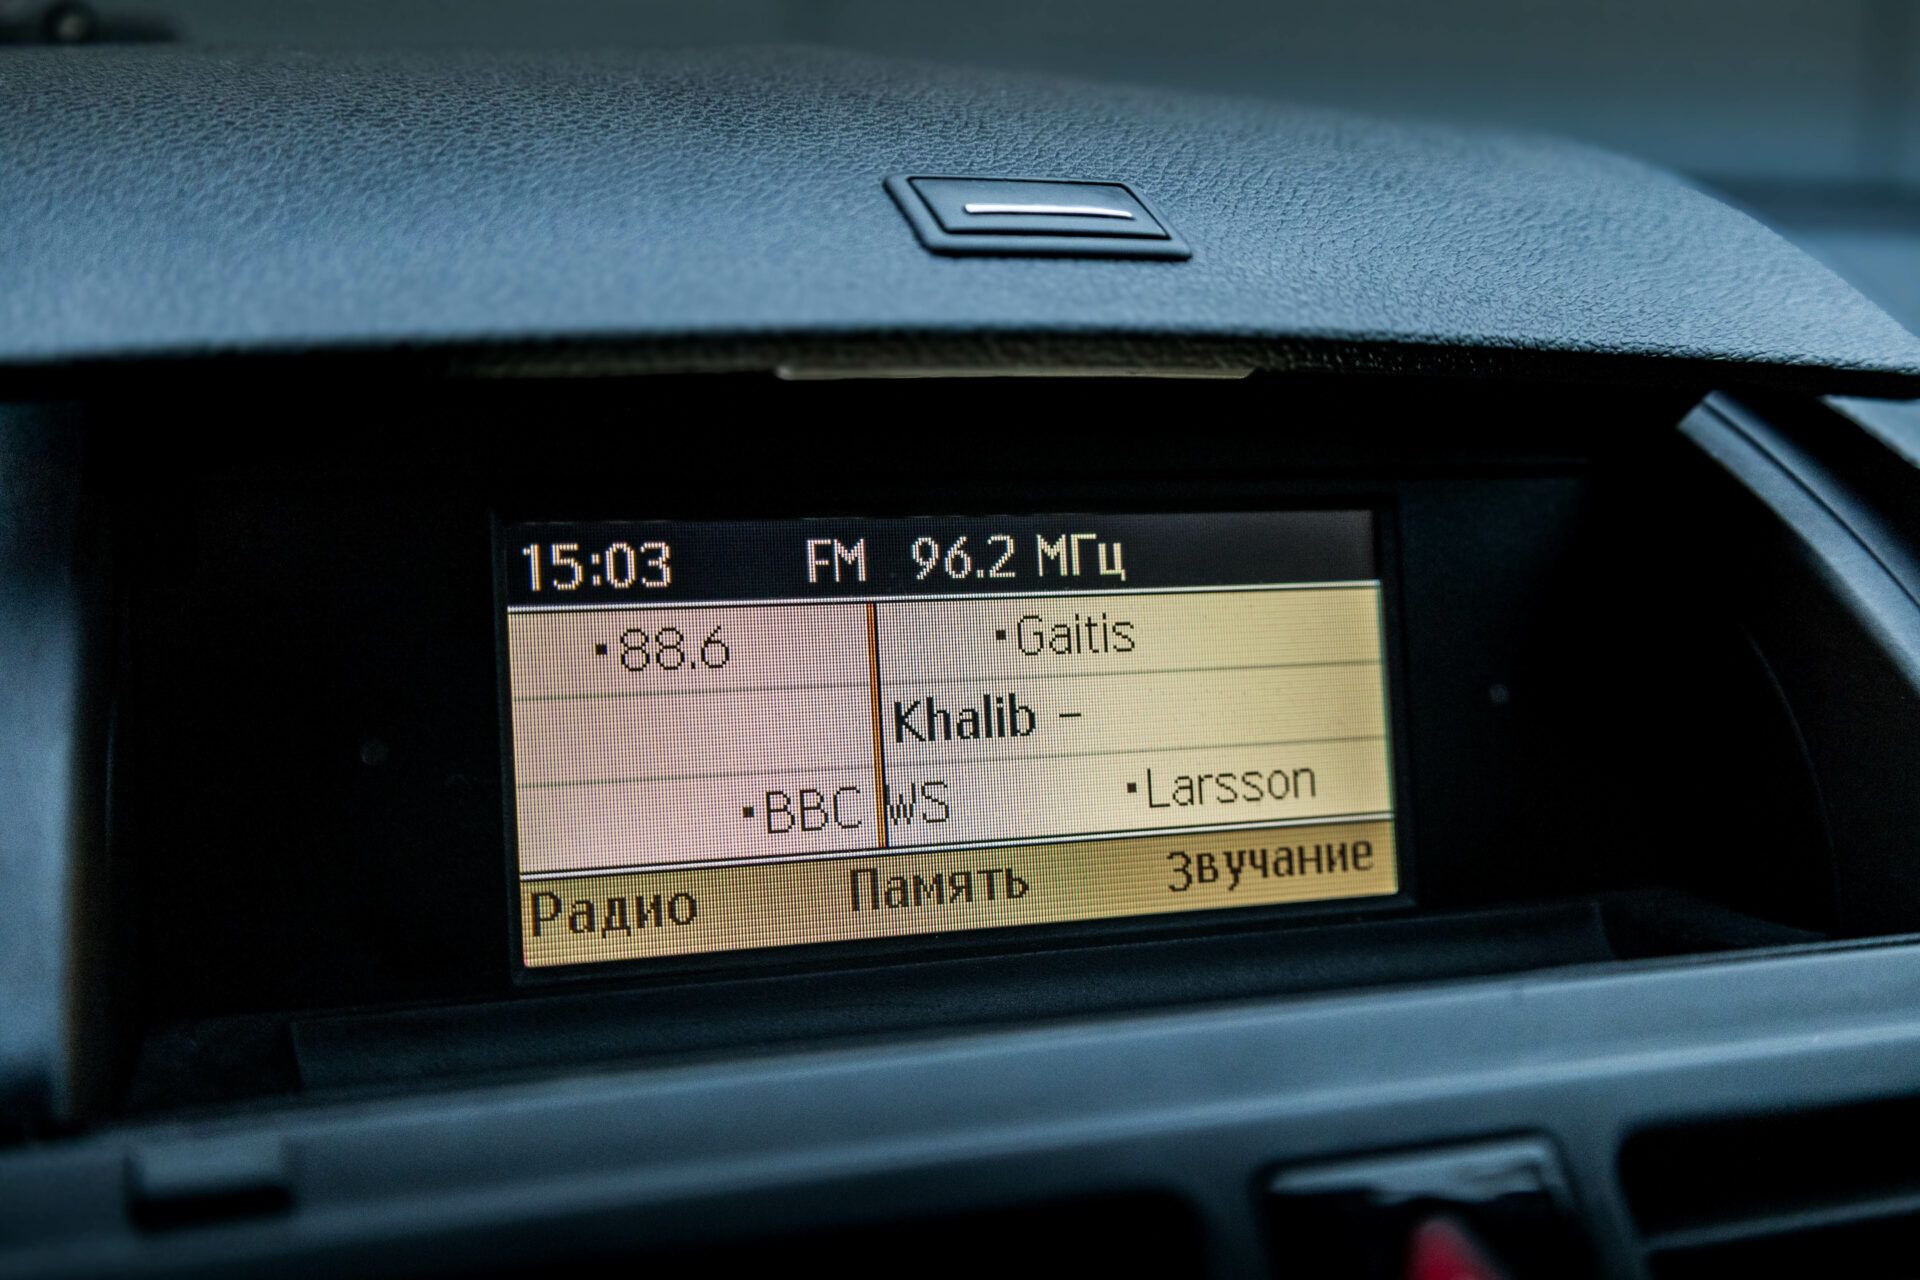 15:03 FM 96.2 МГц
·88.6 ·Gaitis
Khalib –
·BBC WS ·Larsson
Радио Память Звучание